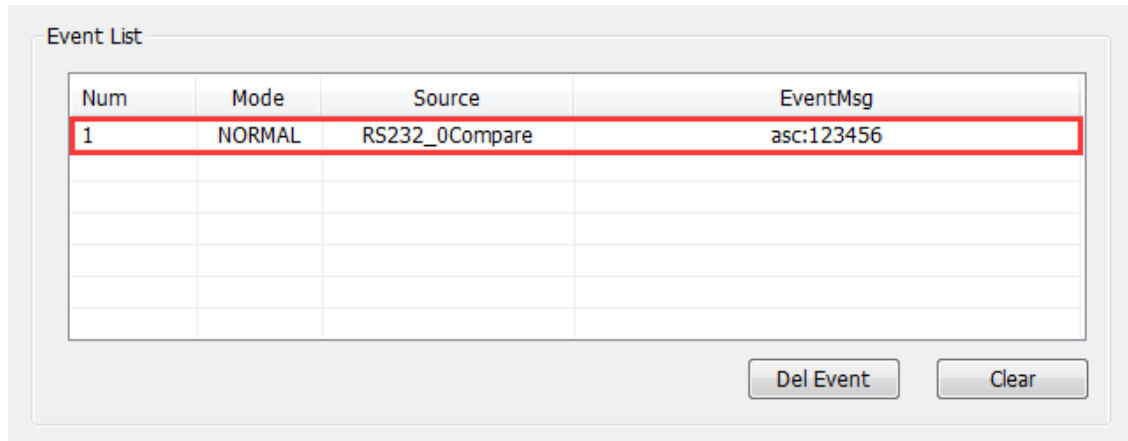 Event List
Num Mode Source EventMsg
1 NORMAL RS232_0Compare asc:123456
Del Event Clear